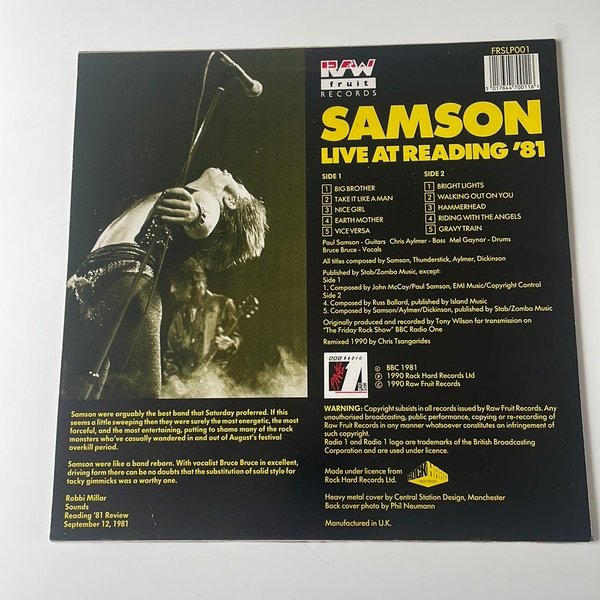 FRSLP001
RAW
fruit
RECORDS
5 017644 700116
SAMSON
LIVE AT READING '81
SIDE 1
1 BIG BROTHER
2 TAKE IT LIKE A MAN
3 NICE GIRL
4 EARTH MOTHER
5 VICE VERSA
SIDE 2
1 BRIGHT LIGHTS
2 WALKING OUT ON YOU
3 HAMMERHEAD
4 RIDING WITH THE ANGELS
5 GRAVY TRAIN
Paul Samson - Guitars Chris Aylmer - Bass Mel Gaynor - Drums
Bruce Bruce - Vocals
All titles composed by Samson, Thunderstick, Aylmer, Dickinson
Published by Stab/Zomba Music, except:
Side 1
1. Composed by John McCoy/Paul Samson, EMI Music/Copyright Control
Side 2
4. Composed by Russ Ballard, published by Island Music
5. Composed by Samson/Aylmer/Dickinson, published by Stab/Zomba Music
Originally produced and recorded by Tony Wilson for transmission on
"The Friday Rock Show" BBC Radio One
Remixed 1990 by Chris Tsangarides
BBC RADIO
1
BBC 1981
℗ 1990 Rock Hard Records Ltd
© 1990 Raw Fruit Records
WARNING: Copyright subsists in all records issued by Raw Fruit Records. Any
unauthorised broadcasting, public performance, copying or re-recording of
Raw Fruit Records in any manner whatsoever constitutes an infringement
of such copyright.
Radio 1 and Radio 1 logo are trademarks of the British Broadcasting
Corporation and are used under licence.
Made under licence from
Rock Hard Records Ltd.
ROCK HARD
RECORDS
Heavy metal cover by Central Station Design, Manchester
Back cover photo by Phil Neumann
Manufactured in U.K.
Samson were arguably the best band that Saturday proferred. If this
seems a little sweeping then they were surely the most energetic, the most
forceful, and the most entertaining, putting to shame many of the rock
monsters who've casually wandered in and out of August's festival
overkill period.
Samson were like a band reborn. With vocalist Bruce Bruce in excellent,
driving form there can be no doubts that the substitution of solid style for
tacky gimmicks was a worthy one.
Robbi Millar
Sounds
Reading '81 Review
September 12, 1981